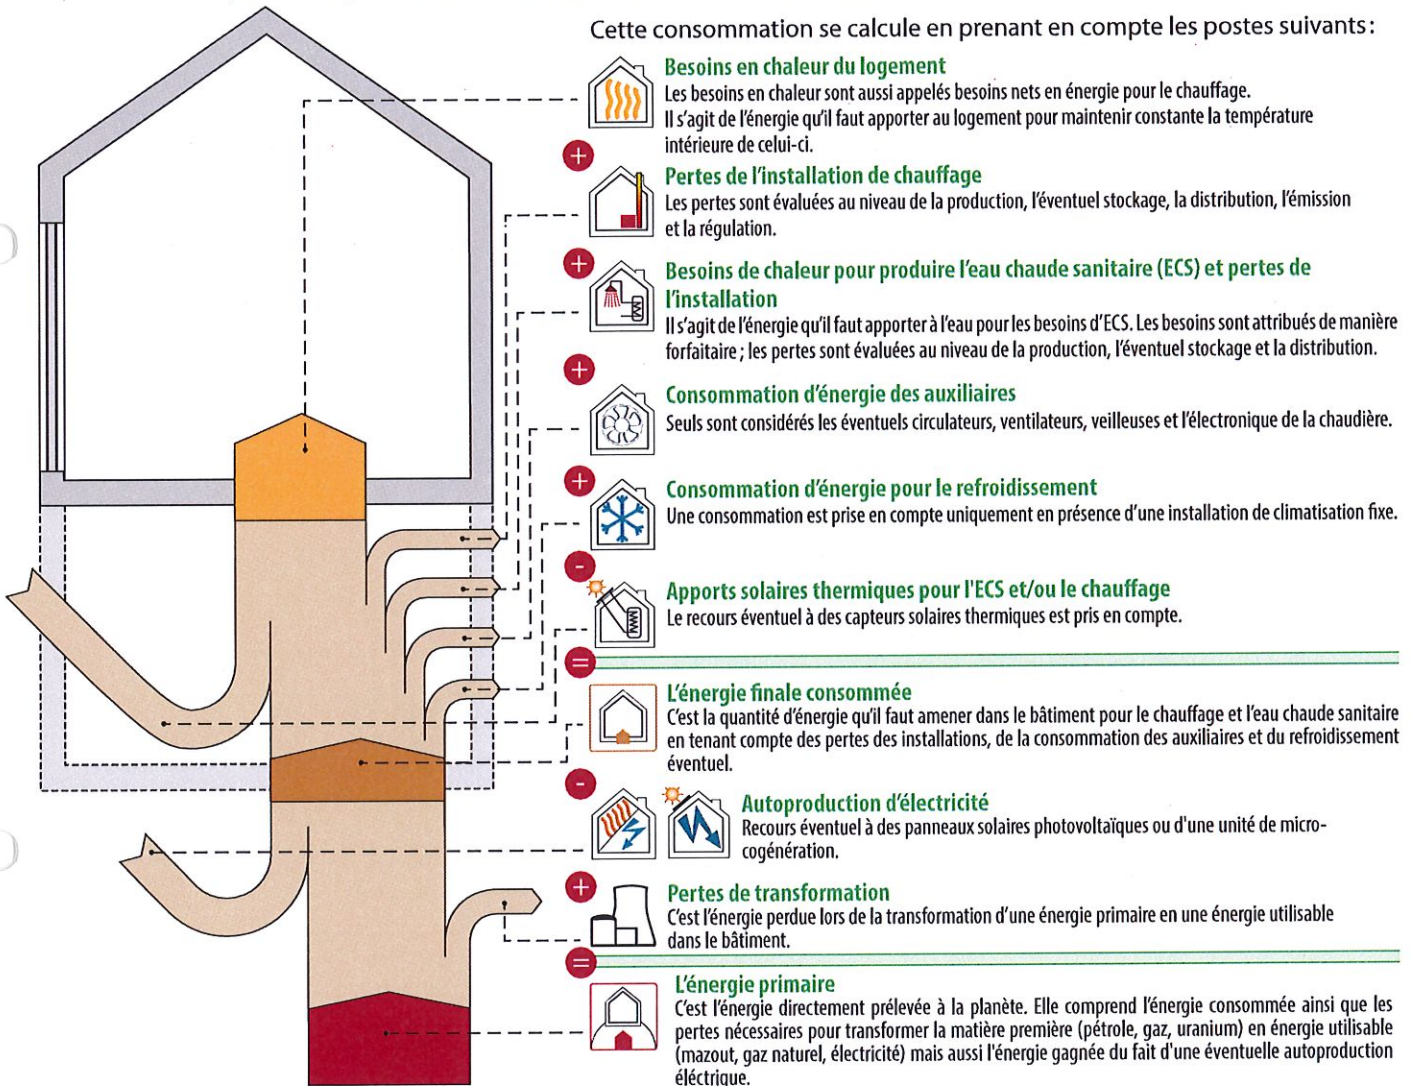 Cette consommation se calcule en prenant en compte les postes suivants :
Besoins en chaleur du logement
Les besoins en chaleur sont aussi appelés besoins nets en énergie pour le chauffage.
Il s'agit de l'énergie qu'il faut apporter au logement pour maintenir constante la température
intérieure de celui-ci.
+
Pertes de l'installation de chauffage
Les pertes sont évaluées au niveau de la production, l'éventuel stockage, la distribution, l'émission
et la régulation.
+
Besoins de chaleur pour produire l'eau chaude sanitaire (ECS) et pertes de
l'installation
Il s'agit de l'énergie qu'il faut apporter à l'eau pour les besoins d'ECS. Les besoins sont attribués de manière
forfaitaire ; les pertes sont évaluées au niveau de la production, l'éventuel stockage et la distribution.
+
Consommation d'énergie des auxiliaires
Seuls sont considérés les éventuels circulateurs, ventilateurs, veilleuses et l'électronique de la chaudière.
+
Consommation d'énergie pour le refroidissement
Une consommation est prise en compte uniquement en présence d'une installation de climatisation fixe.
-
Apports solaires thermiques pour l'ECS et/ou le chauffage
Le recours éventuel à des capteurs solaires thermiques est pris en compte.
=
L'énergie finale consommée
C'est la quantité d'énergie qu'il faut amener dans le bâtiment pour le chauffage et l'eau chaude sanitaire
en tenant compte des pertes des installations, de la consommation des auxiliaires et du refroidissement
éventuel.
-
Autoproduction d'électricité
Recours éventuel à des panneaux solaires photovoltaïques ou d'une unité de micro-
cogénération.
+
Pertes de transformation
C'est l'énergie perdue lors de la transformation d'une énergie primaire en une énergie utilisable
dans le bâtiment.
=
L'énergie primaire
C'est l'énergie directement prélevée à la planète. Elle comprend l'énergie consommée ainsi que les
pertes nécessaires pour transformer la matière première (pétrole, gaz, uranium) en énergie utilisable
(mazout, gaz naturel, électricité) mais aussi l'énergie gagnée du fait d'une éventuelle autoproduction
éléctrique.